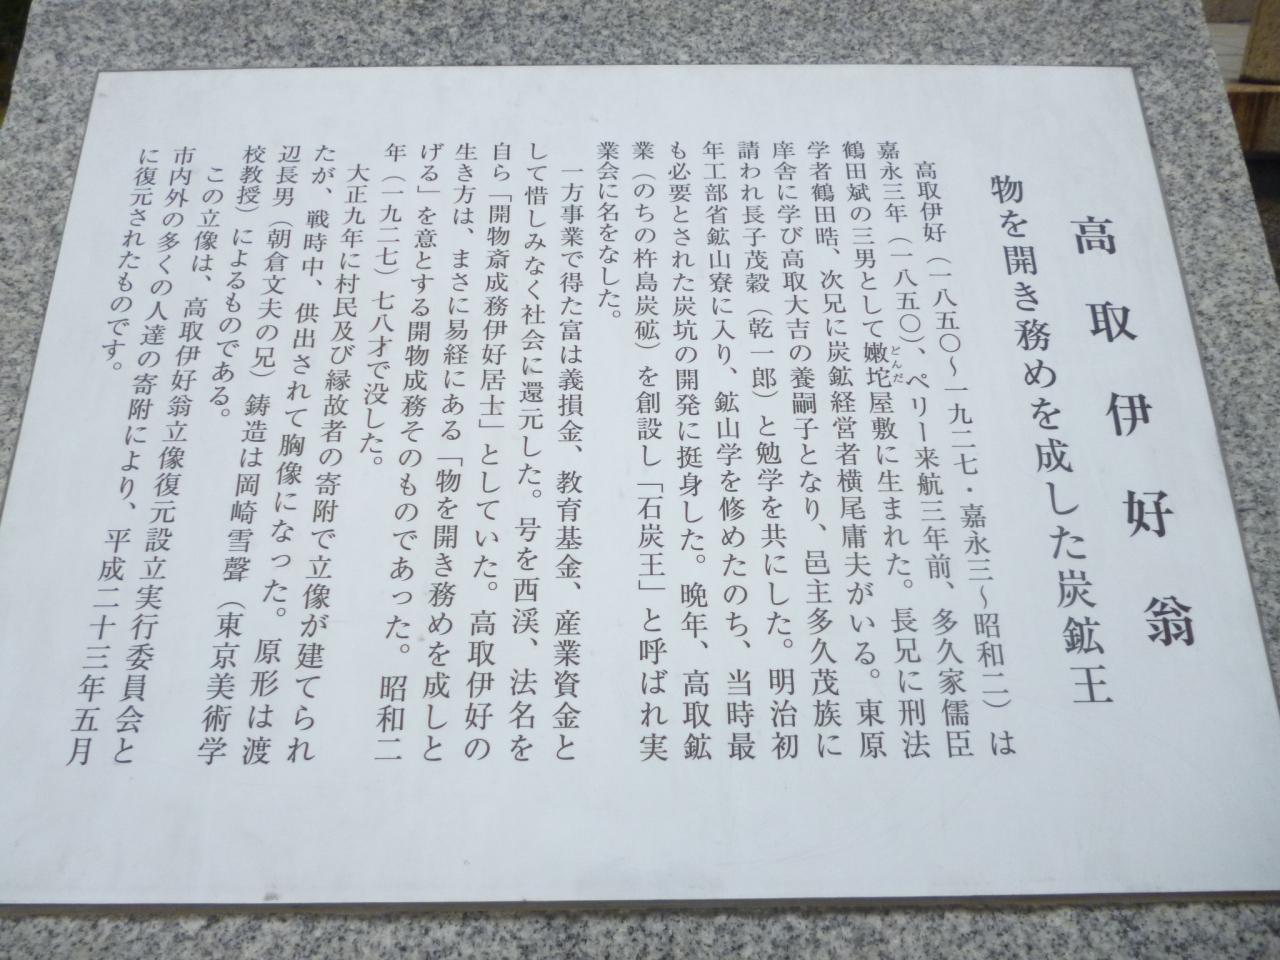 高取伊好翁
物を開き務めを成した炭鉱王
高取伊好（一八五〇～一九二七・嘉永三～昭和二）は
嘉永三年（一八五〇）、ペリー来航三年前、多久家儒臣
鶴田斌の三男として嫩坨屋敷に生まれた。長兄に刑法
どんだ
学者鶴田晧、次兄に炭鉱経営者横尾庸夫がいる。東原
庠舎に学び高取大吉の養嗣子となり、邑主多久茂族に
請われ長子茂穀（乾一郎）と勉学を共にした。明治初
年工部省鉱山寮に入り、鉱山学を修めたのち、当時最
も必要とされた炭坑の開発に挺身した。晩年、高取鉱
業（のちの杵島炭砿）を創設し「石炭王」と呼ばれ実
業会に名をなした。
一方事業で得た富は義損金、教育基金、産業資金と
して惜しみなく社会に還元した。号を西渓、法名を
自ら「開物斎成務伊好居士」としていた。高取伊好の
生き方は、まさに易経にある「物を開き務めを成しと
げる」を意とする開物成務そのものであった。昭和二
年（一九二七）七八才で没した。
大正九年に村民及び縁故者の寄附で立像が建てられ
たが、戦時中、供出されて胸像になった。原形は渡
辺長男（朝倉文夫の兄）鋳造は岡崎雪聲（東京美術学
校教授）によるものである。
この立像は、高取伊好翁立像復元設立実行委員会と
市内外の多くの人達の寄附により、平成二十三年五月
に復元されたものです。